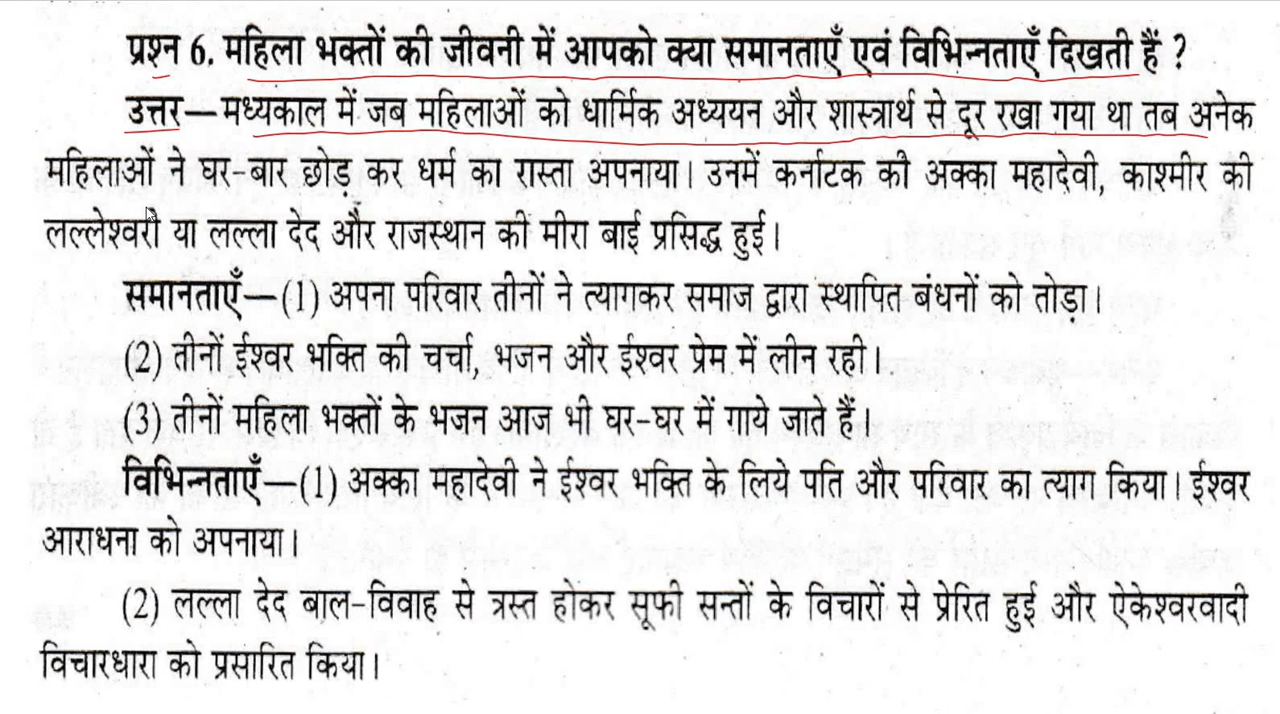 प्रश्न 6. महिला भक्तों की जीवनी में आपको क्या समानताएँ एवं विभिन्नताएँ दिखती हैं ?
उत्तर—मध्यकाल में जब महिलाओं को धार्मिक अध्ययन और शास्त्रार्थ से दूर रखा गया था तब अनेक
महिलाओं ने घर-बार छोड़ कर धर्म का रास्ता अपनाया। उनमें कर्नाटक की अक्का महादेवी, काश्मीर की
लल्लेश्वरी या लल्ला देद और राजस्थान की मीरा बाई प्रसिद्ध हुई।
समानताएँ—(1) अपना परिवार तीनों ने त्यागकर समाज द्वारा स्थापित बंधनों को तोड़ा।
(2) तीनों ईश्वर भक्ति की चर्चा, भजन और ईश्वर प्रेम में लीन रही।
(3) तीनों महिला भक्तों के भजन आज भी घर-घर में गाये जाते हैं।
विभिन्नताएँ—(1) अक्का महादेवी ने ईश्वर भक्ति के लिये पति और परिवार का त्याग किया। ईश्वर
आराधना को अपनाया।
(2) लल्ला देद बाल-विवाह से त्रस्त होकर सूफी सन्तों के विचारों से प्रेरित हुई और ऐकेश्वरवादी
विचारधारा को प्रसारित किया।